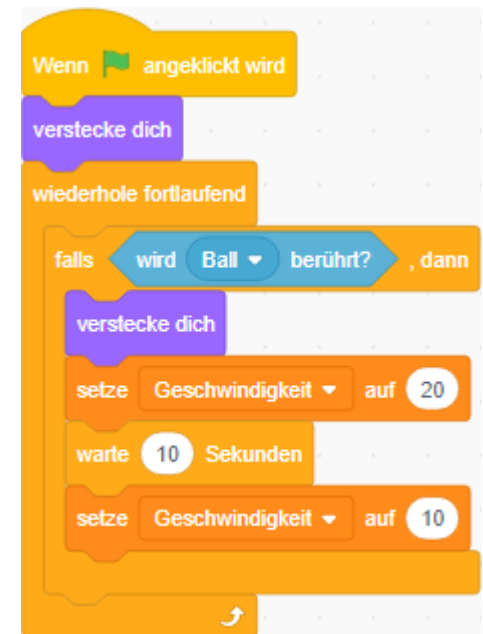 Wenn angeklickt wird
verstecke dich
wiederhole fortlaufend
falls wird Ball berührt? , dann
verstecke dich
setze Geschwindigkeit auf 20
warte 10 Sekunden
setze Geschwindigkeit auf 10